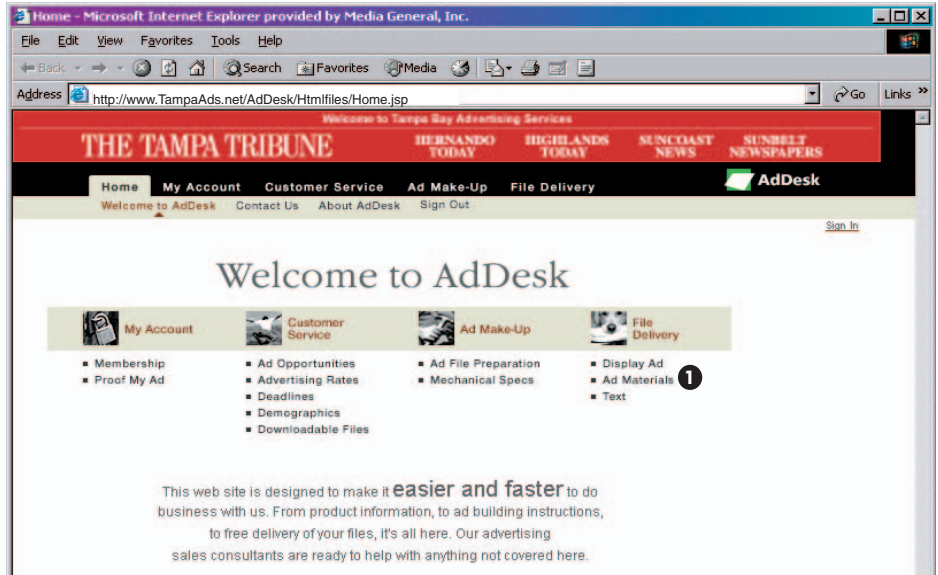 Home - Microsoft Internet Explorer provided by Media General, Inc.
File Edit View Favorites Tools Help
Back Search Favorites Media
Address http://www.TampaAds.net/AdDesk/Htmlfiles/Home.jsp Go Links »
Welcome to Tampa Bay Advertising Services
THE TAMPA TRIBUNE HERNANDO TODAY HIGHLANDS TODAY SUNCOAST NEWS SUNBELT NEWSPAPERS
Home My Account Customer Service Ad Make-Up File Delivery AdDesk
Welcome to AdDesk Contact Us About AdDesk Sign Out
Sign In
Welcome to AdDesk
My Account Customer Service Ad Make-Up File Delivery
Membership Ad Opportunities Ad File Preparation Display Ad
Proof My Ad Advertising Rates Mechanical Specs Ad Materials 1
Deadlines Text
Demographics
Downloadable Files
This web site is designed to make it easier and faster to do
business with us. From product information, to ad building instructions,
to free delivery of your files, it's all here. Our advertising
sales consultants are ready to help with anything not covered here.